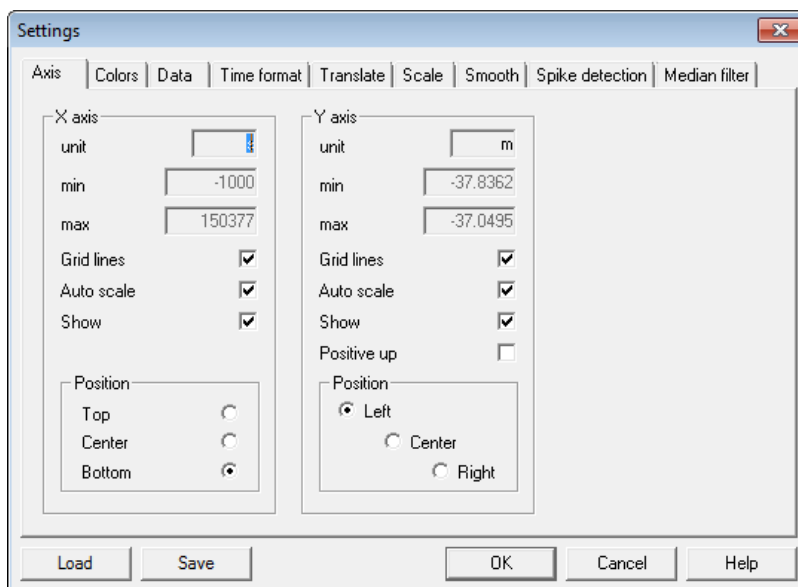 Settings
Axis Colors Data Time format Translate Scale Smooth Spike detection Median filter
X axis
unit
min -1000
max 150377
Grid lines
Auto scale
Show
Position
Top
Center
Bottom
Y axis
unit m
min -37.8362
max -37.0495
Grid lines
Auto scale
Show
Positive up
Position
Left
Center
Right
Load Save OK Cancel Help